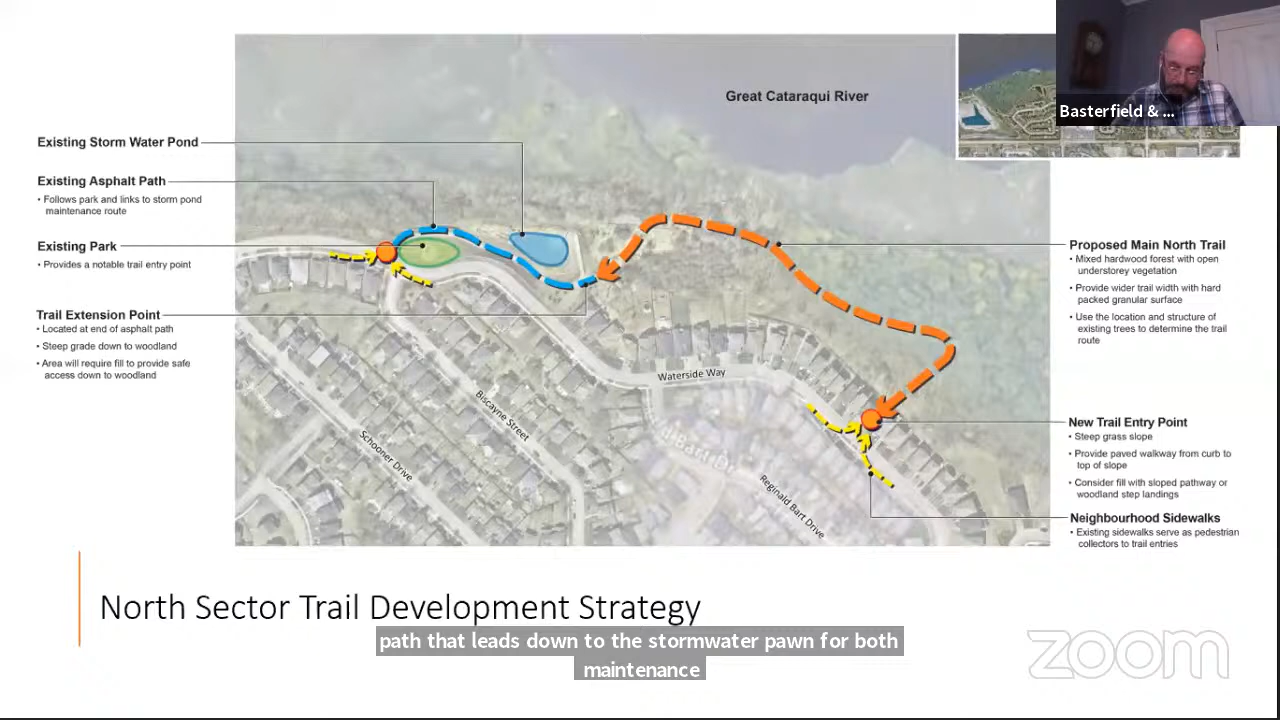 Great Cataraqui River
Basterfield & ...
Existing Storm Water Pond
Existing Asphalt Path
• Follows park and links to storm pond
maintenance route
Existing Park
• Provides a notable trail entry point
Trail Extension Point
• Located at end of asphalt path
• Steep grade down to woodland
• Area will require fill to provide safe
access down to woodland
Proposed Main North Trail
• Mixed hardwood forest with open
understorey vegetation
• Provide wider trail width with hard
packed granular surface
• Use the location and structure of
existing trees to determine the trail
route
New Trail Entry Point
• Steep grass slope
• Provide paved walkway from curb to
top of slope
• Consider fill with sloped pathway or
woodland step landings
Neighbourhood Sidewalks
• Existing sidewalks serve as pedestrian
collectors to trail entries
Waterside Way
Biscayne Street
Schooner Drive
Reginald Bart Drive
North Sector Trail Development Strategy
path that leads down to the stormwater pawn for both
maintenance
zoom